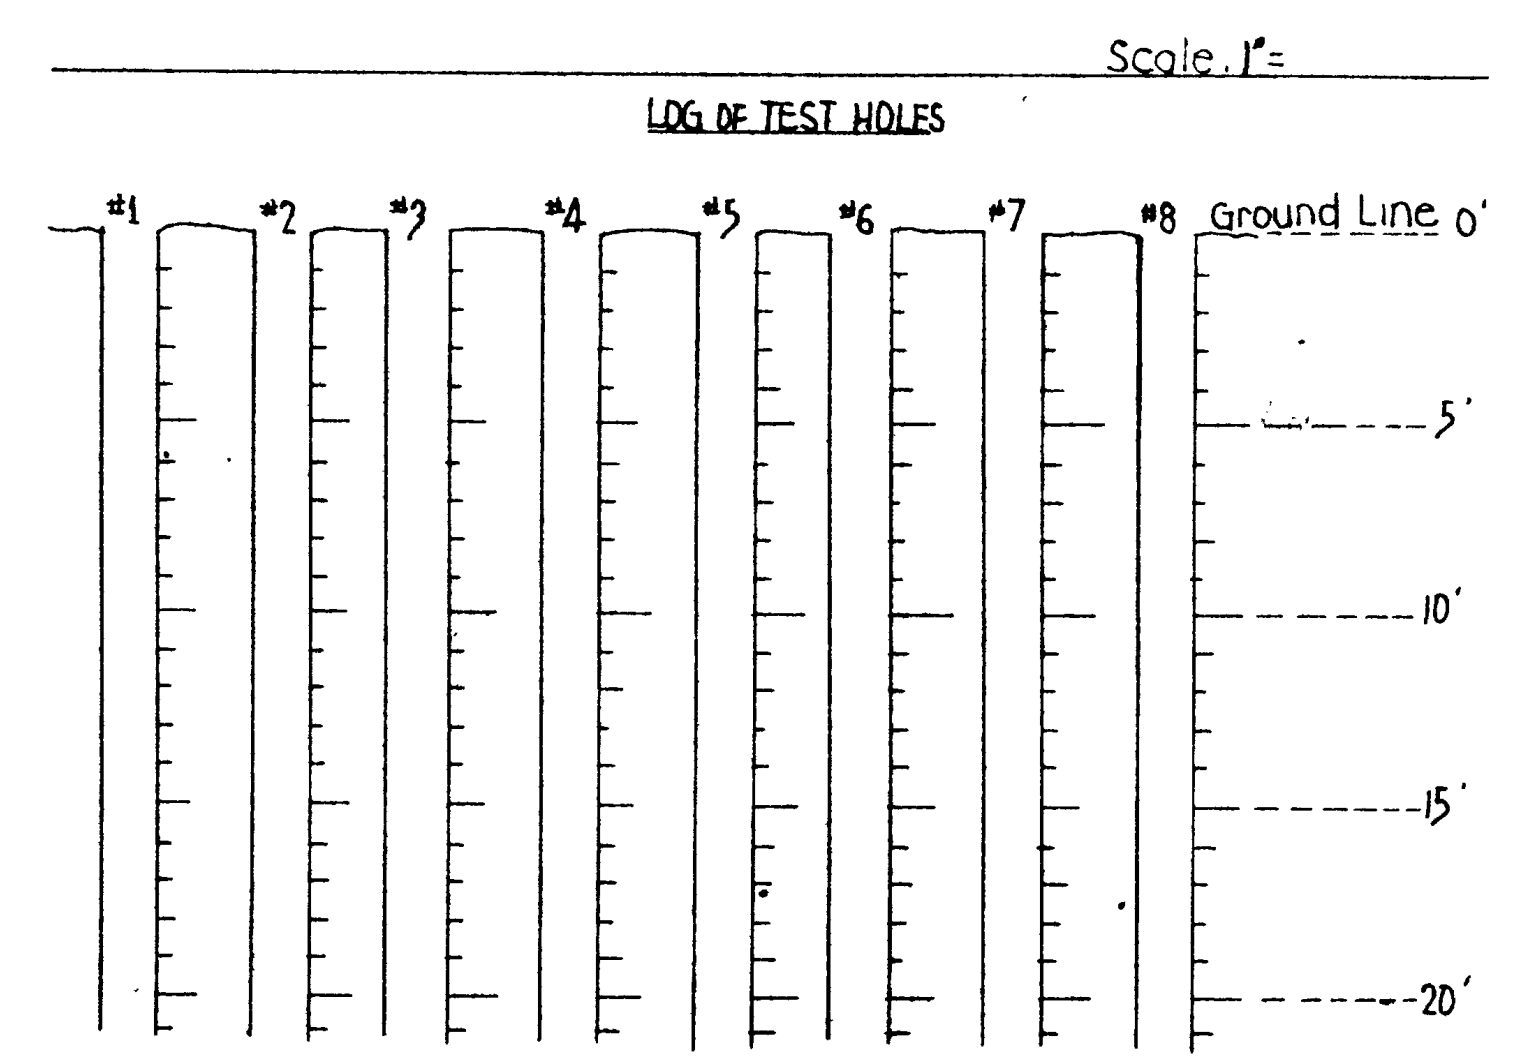 Scale. 1"=
LOG OF TEST HOLES
#1 #2 #3 #4 #5 #6 #7 #8 Ground Line 0'
5'
10'
15'
20'